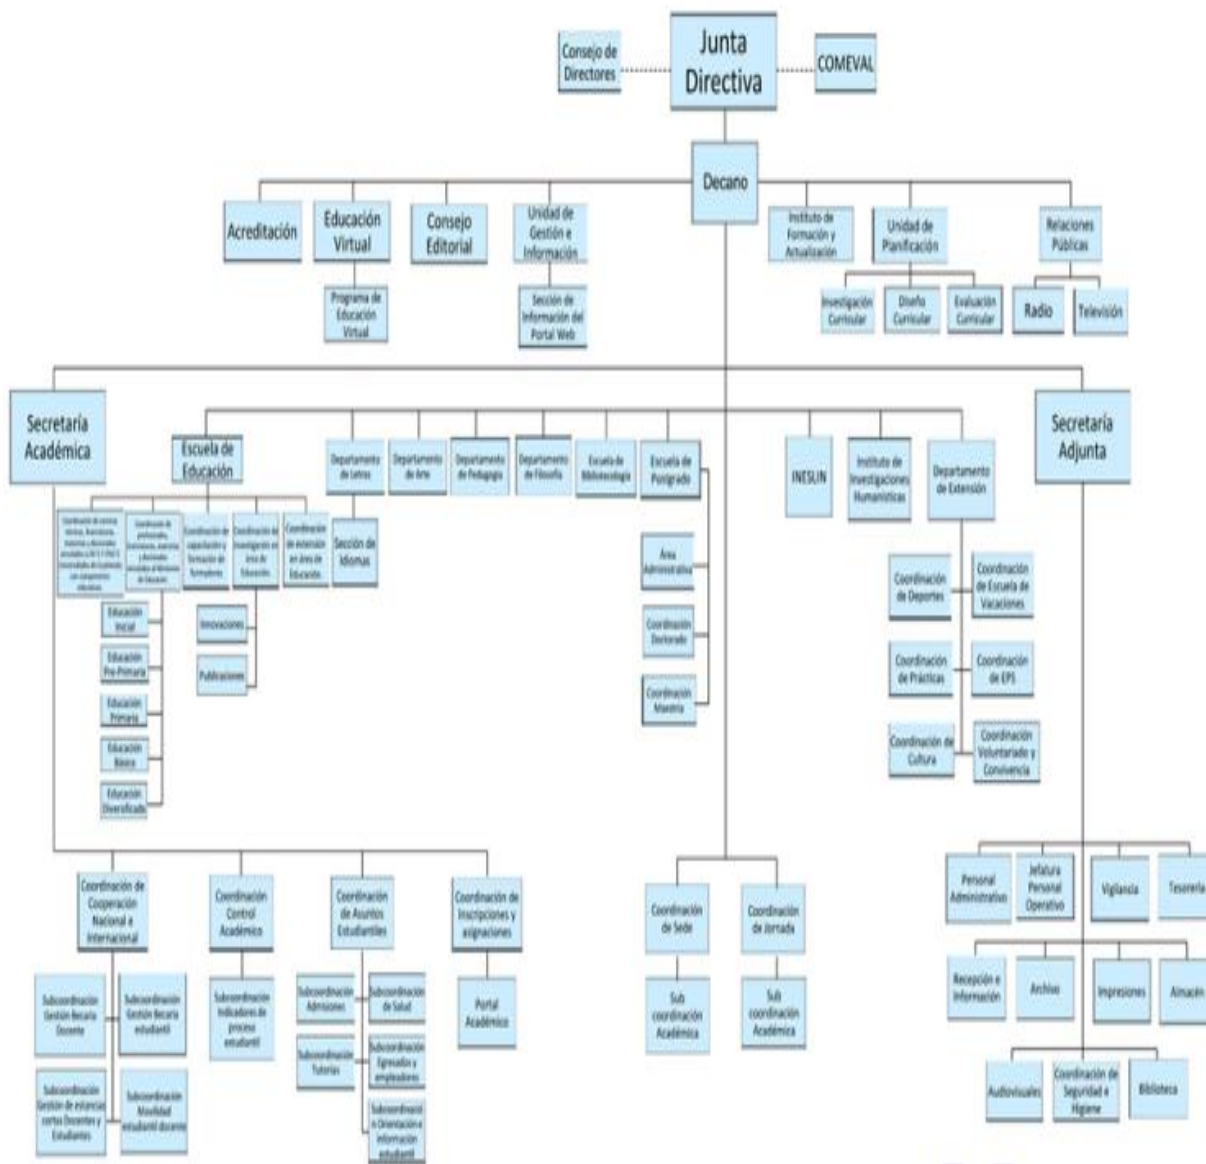 Junta
Directiva
Consejo de
Directores
COMEVAL
Decano
Acreditación
Educación
Virtual
Consejo
Editorial
Unidad de
Gestión e
Información
Instituto de
Formación y
Actualización
Unidad de
Planificación
Relaciones
Públicas
Programa de
Educación
Virtual
Sección de
Información del
Portal Web
Investigación
Curricular
Diseño
Curricular
Evaluación
Curricular
Radio
Televisión
Secretaría
Académica
Secretaría
Adjunta
Escuela de
Educación
Departamento
de Letras
Departamento
de Arte
Departamento
de Pedagogía
Departamento
de Filosofía
Escuela de
Bibliotecología
Escuela de
Postgrado
INESLIN
Instituto de
Investigaciones
Humanísticas
Departamento
de Extensión
Coordinación de
capacitación y
formación de
formadores
Coordinación de
investigación en
área de
Educación.
Coordinación
de extensión
en área de
Educación.
Sección de
Idiomas
Educación
Inicial
Educación
Pre-Primaria
Educación
Primaria
Educación
Básica
Educación
Diversificada
Innovaciones
Publicaciones
Área
Administrativa
Coordinación
Doctorado
Coordinación
Maestría
Coordinación
de Deportes
Coordinación
de Escuela de
Vacaciones
Coordinación
de Prácticas
Coordinación
de EPS
Coordinación de
Cultura
Coordinación
Voluntariado y
Convivencia
Coordinación de
Cooperación
Nacional e
Internacional
Coordinación
Control
Académico
Coordinación
de Asuntos
Estudiantiles
Coordinación de
Inscripciones y
asignaciones
Coordinación
de Sede
Coordinación
de Jornada
Personal
Administrativo
Jefatura
Personal
Operativo
Vigilancia
Tesorería
Subcoordinación
Gestión Becaria
Docente
Subcoordinación
Gestión Becaria
estudiantil
Subcoordinación
Indicadores de
proceso
estudiantil
Subcoordinación
Admisiones
Subcoordinación
de Salud
Portal
Académico
Sub
coordinación
Académica
Sub
coordinación
Académica
Recepción e
Información
Archivo
Impresiones
Almacén
Subcoordinación
Tutorías
Subcoordinación
Egresados y
empleadores
Subcoordinación
Gestión de estancias
cortas Docentes y
Estudiantes
Subcoordinación
Movilidad
estudiantil docente
Subcoordinació
n Orientación e
información
estudiantil
Audiovisuales
Coordinación de
Seguridad e
Higiene
Biblioteca